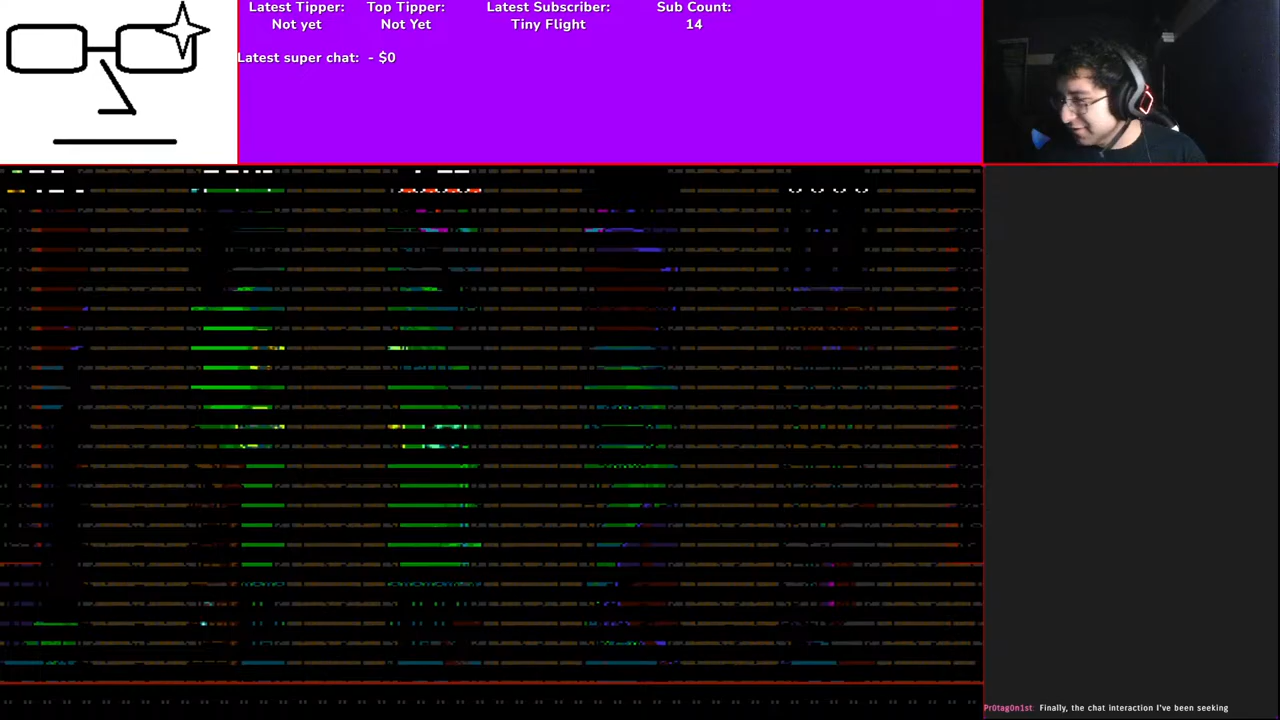 Latest Tipper:
Not yet
Top Tipper:
Not Yet
Latest Subscriber:
Tiny Flight
Sub Count:
14
Latest super chat: - $0
Pr0tag0n1st Finally, the chat interaction I've been seeking